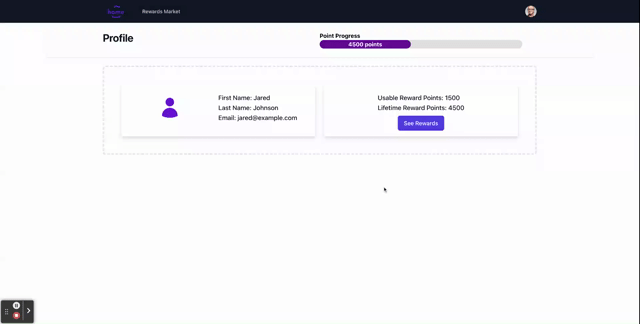 Rewards Market
Profile
Point Progress
4500 points
First Name: Jared
Last Name: Johnson
Email: jared@example.com
Usable Reward Points: 1500
Lifetime Reward Points: 4500
See Rewards